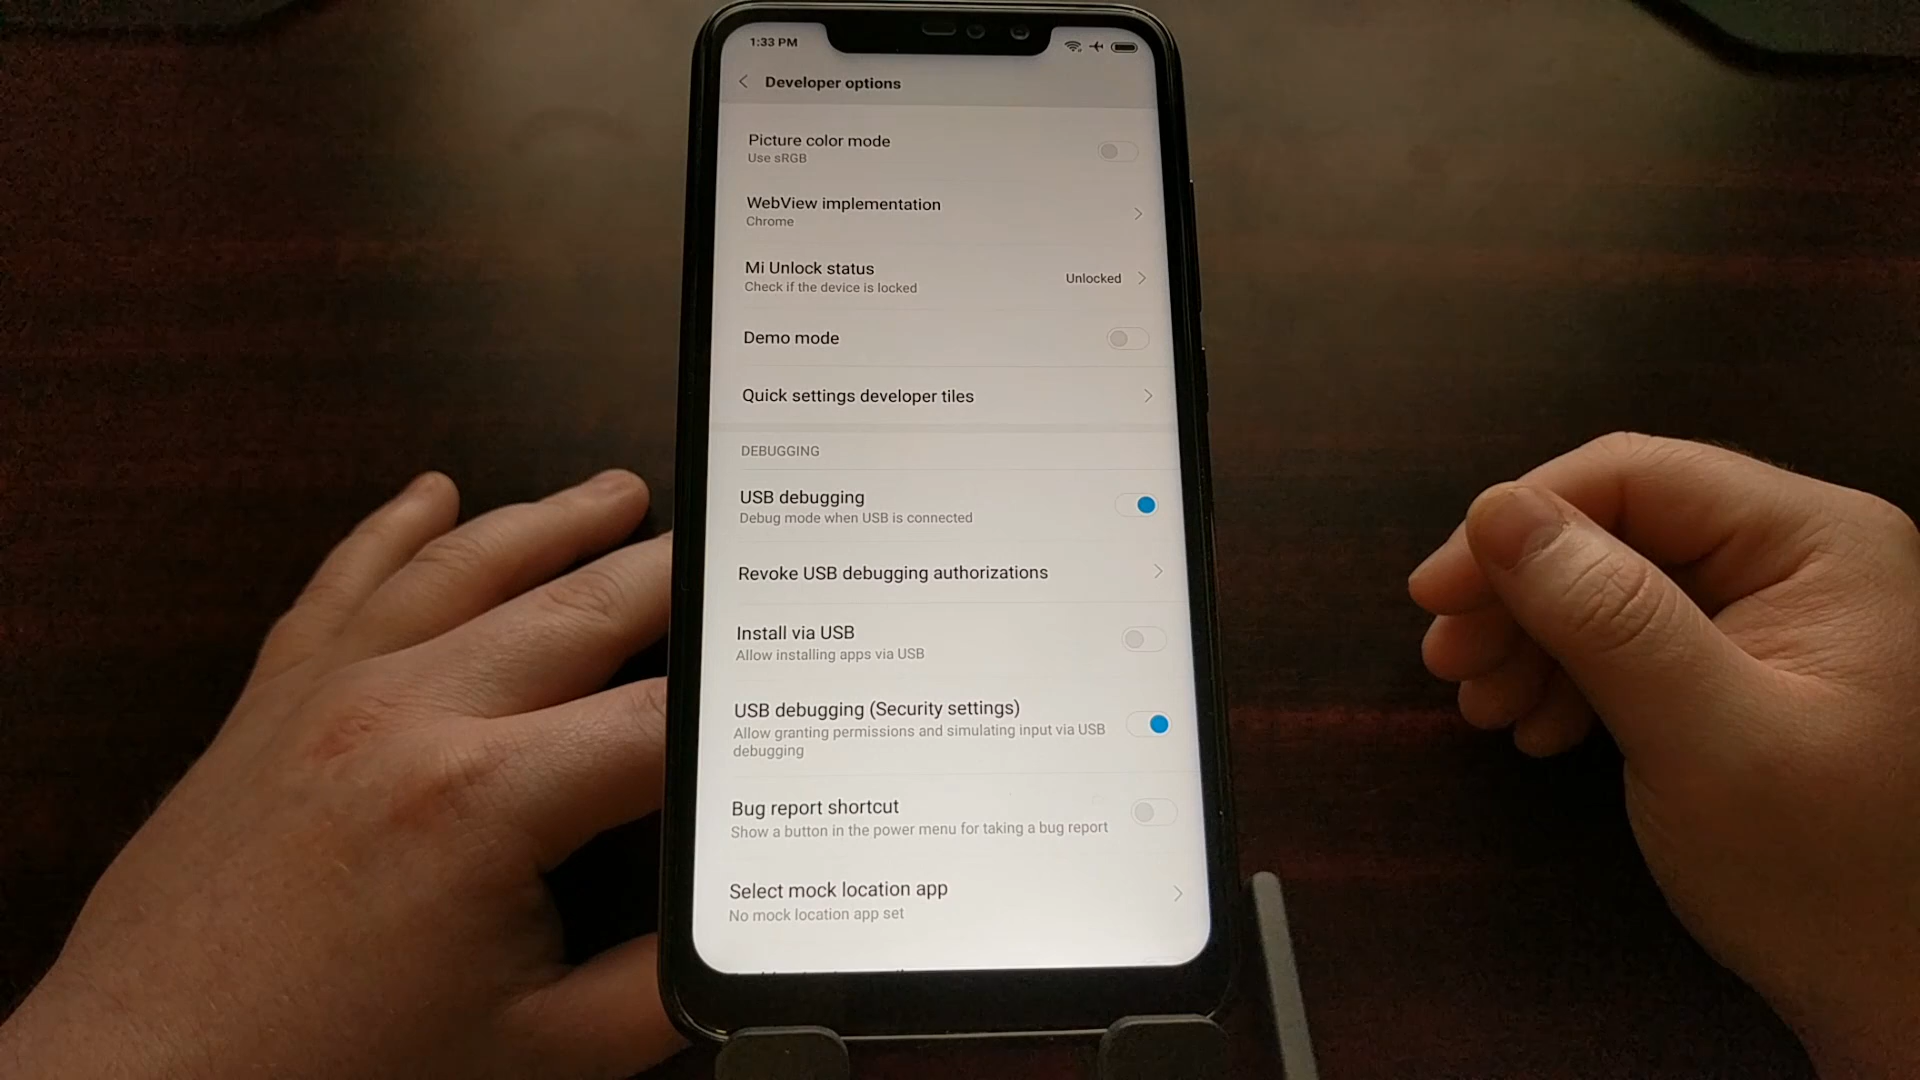 1:33 PM
Developer options
Picture color mode
Use sRGB
WebView implementation
Chrome
Mi Unlock status
Check if the device is locked
Unlocked
Demo mode
Quick settings developer tiles
DEBUGGING
USB debugging
Debug mode when USB is connected
Revoke USB debugging authorizations
Install via USB
Allow installing apps via USB
USB debugging (Security settings)
Allow granting permissions and simulating input via USB
debugging
Bug report shortcut
Show a button in the power menu for taking a bug report
Select mock location app
No mock location app set